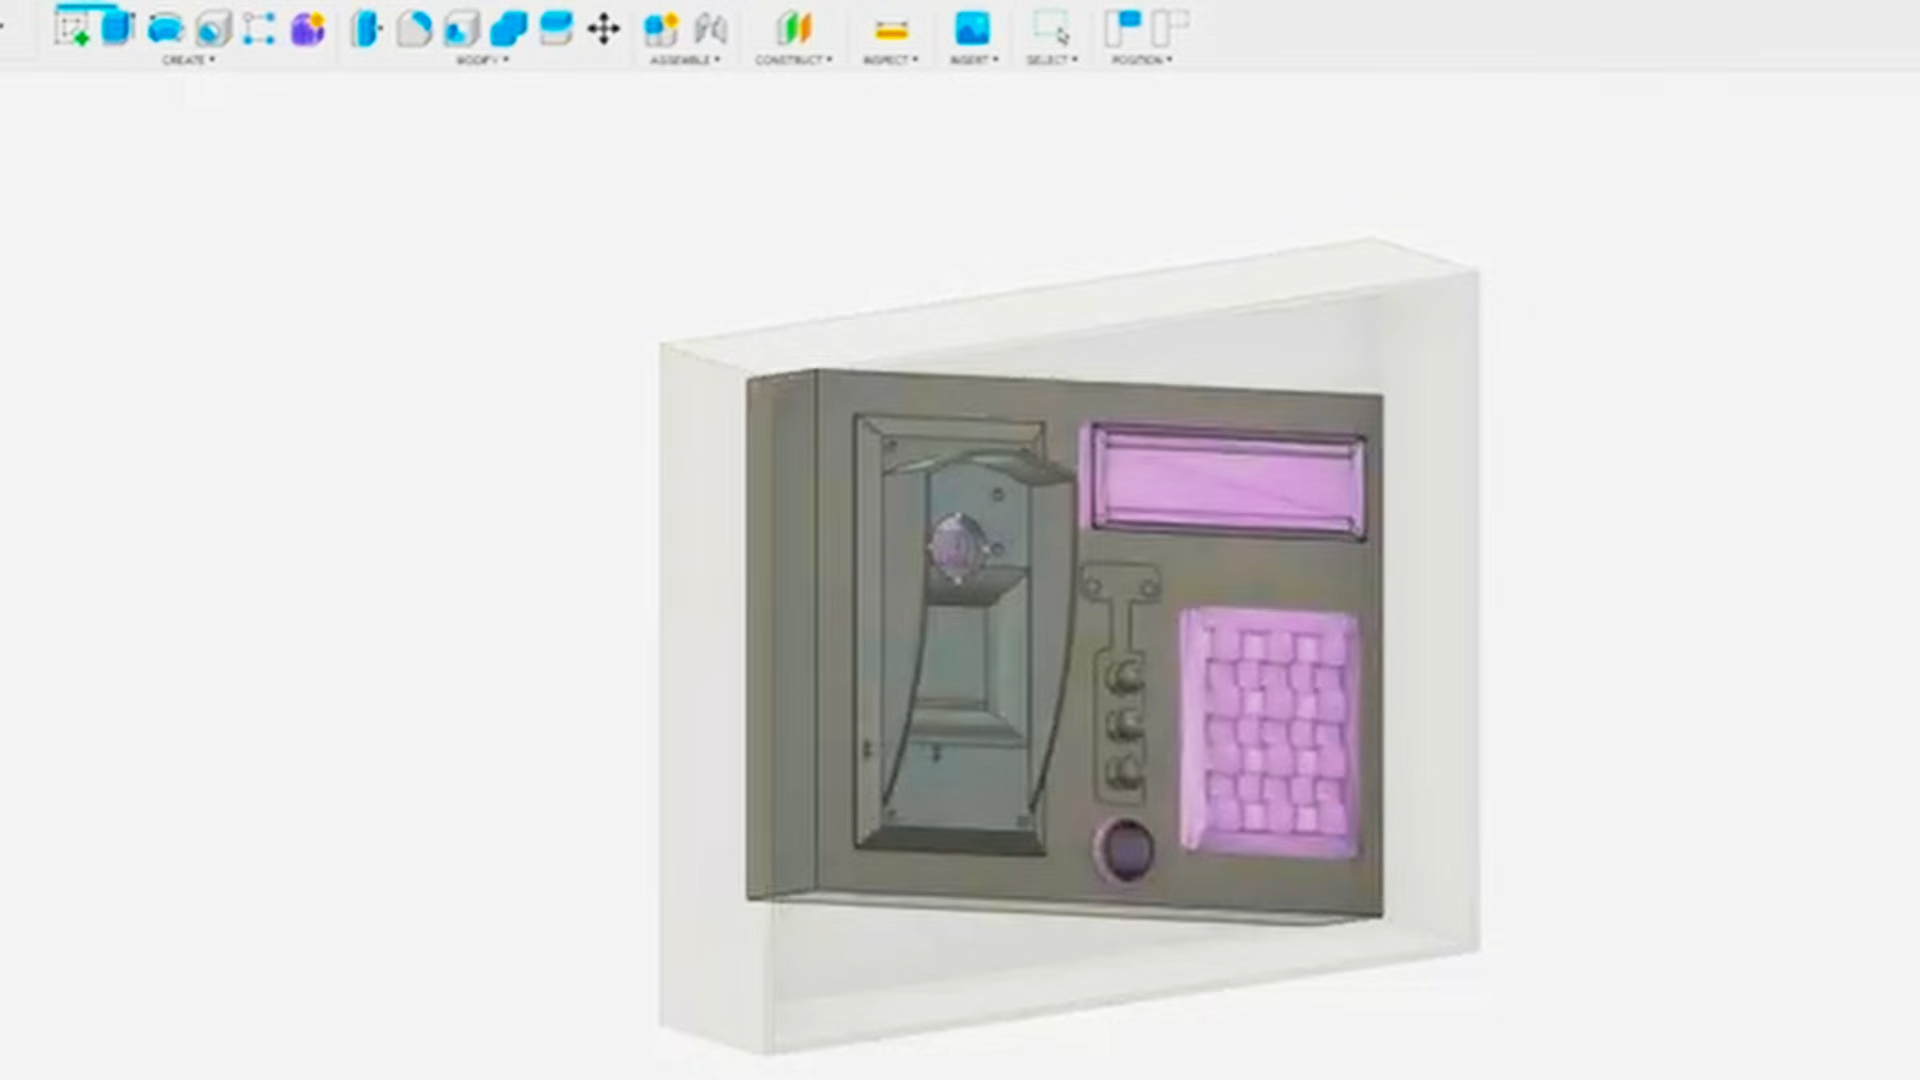 CREATE ▾
MODIFY ▾
ASSEMBLE ▾
CONSTRUCT ▾
INSPECT ▾
INSERT ▾
SELECT ▾
POSITION ▾